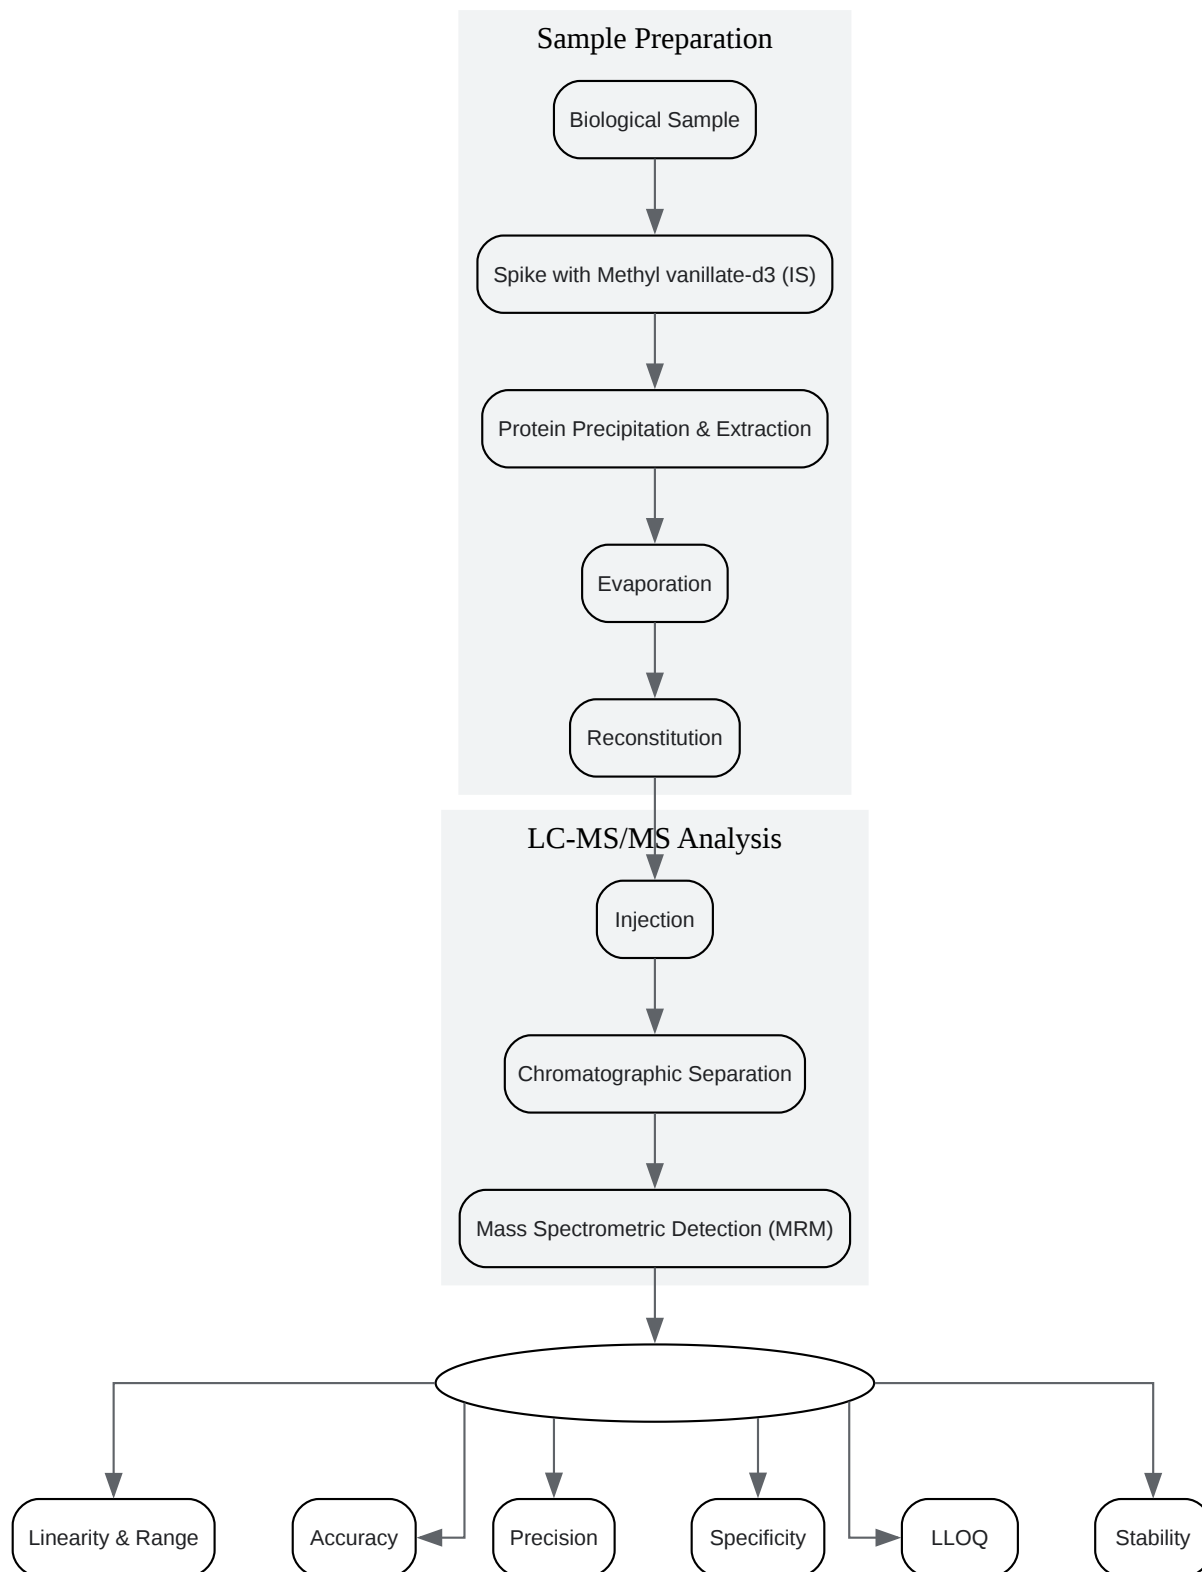 Sample Preparation
Biological Sample
Spike with Methyl vanillate-d3 (IS)
Protein Precipitation & Extraction
Evaporation
Reconstitution
LC-MS/MS Analysis
Injection
Chromatographic Separation
Mass Spectrometric Detection (MRM)
Linearity & Range
Accuracy
Precision
Specificity
LLOQ
Stability